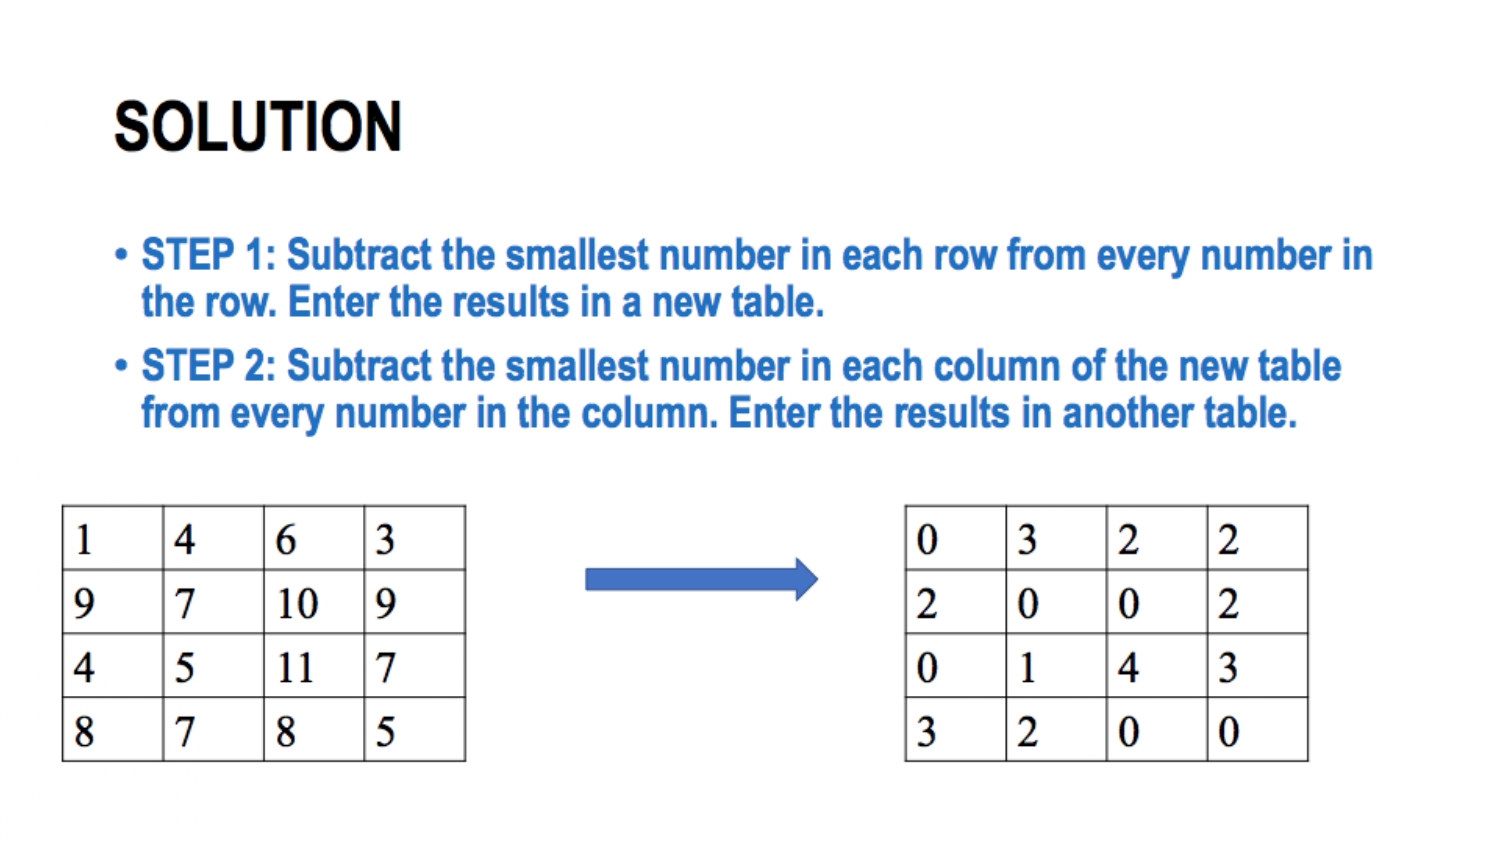 SOLUTION
• STEP 1: Subtract the smallest number in each row from every number in
the row. Enter the results in a new table.
• STEP 2: Subtract the smallest number in each column of the new table
from every number in the column. Enter the results in another table.
1 4 6 3
9 7 10 9
4 5 11 7
8 7 8 5
0 3 2 2
2 0 0 2
0 1 4 3
3 2 0 0